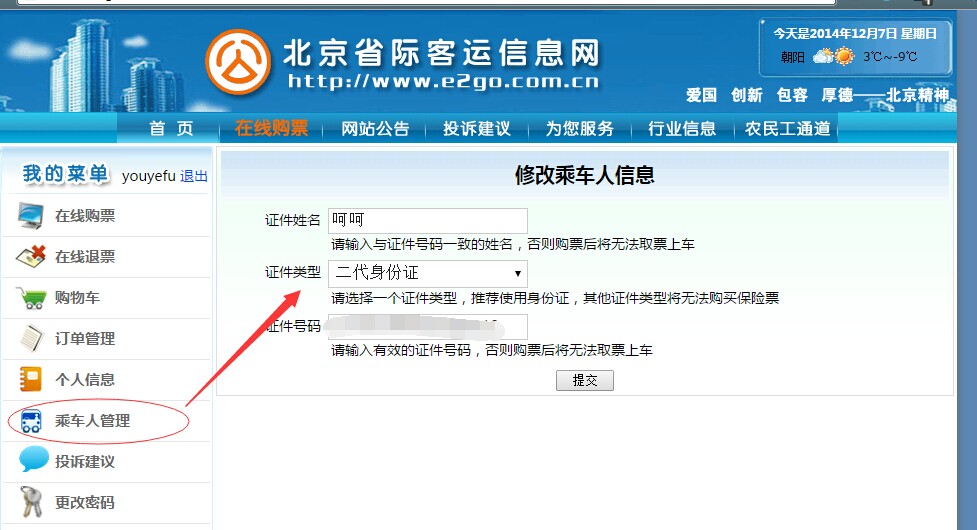 北京省际客运信息网
http://www.e2go.com.cn
今天是2014年12月7日 星期日
朝阳 3℃~-9℃
爱国 创新 包容 厚德——北京精神
首 页 在线购票 网站公告 投诉建议 为您服务 行业信息 农民工通道
我的菜单 youyefu 退出
在线购票
在线退票
购物车
订单管理
个人信息
乘车人管理
投诉建议
更改密码
修改乘车人信息
证件姓名 呵呵
请输入与证件号码一致的姓名，否则购票后将无法取票上车
证件类型 二代身份证
请选择一个证件类型，推荐使用身份证，其他证件类型将无法购买保险票
证件号码
请输入有效的证件号码，否则购票后将无法取票上车
提交